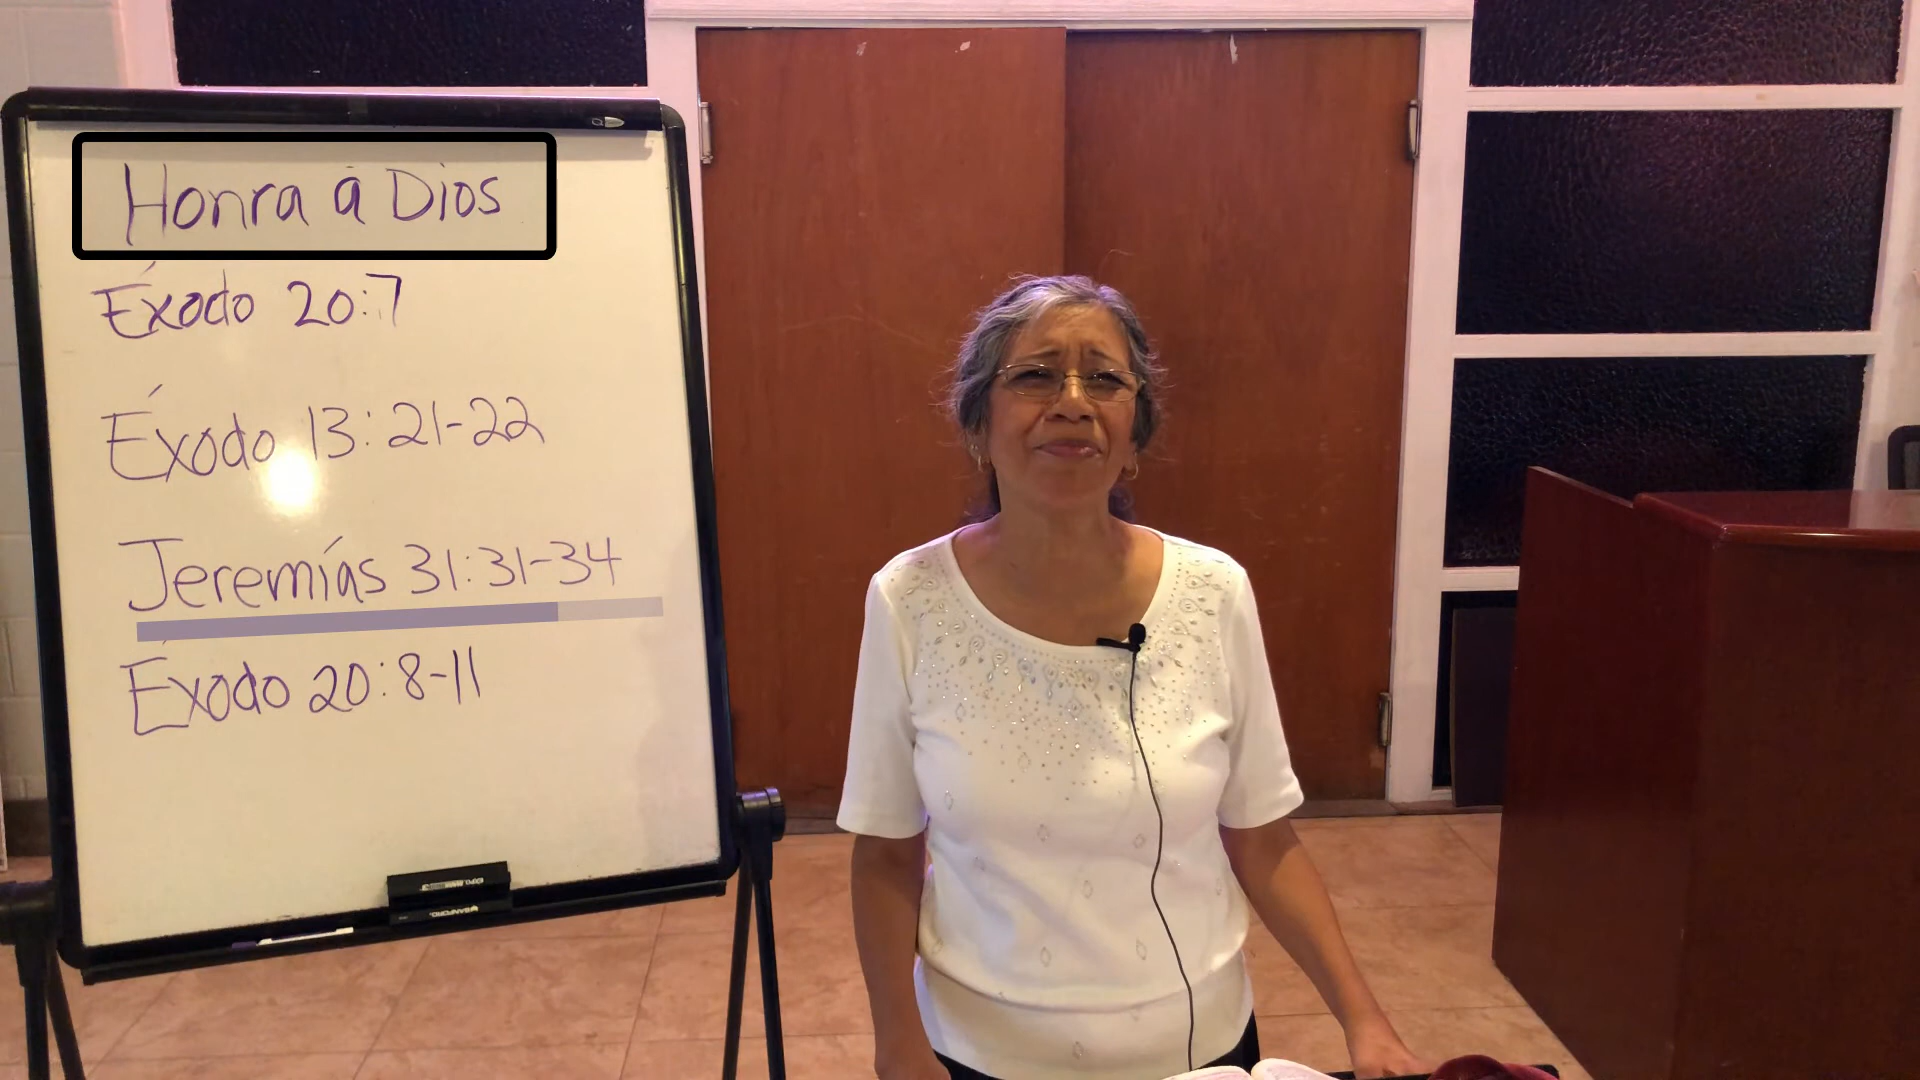 Honra a Dios
Éxodo 20:7
Éxodo 13:21-22
Jeremías 31:31-34
Éxodo 20:8-11